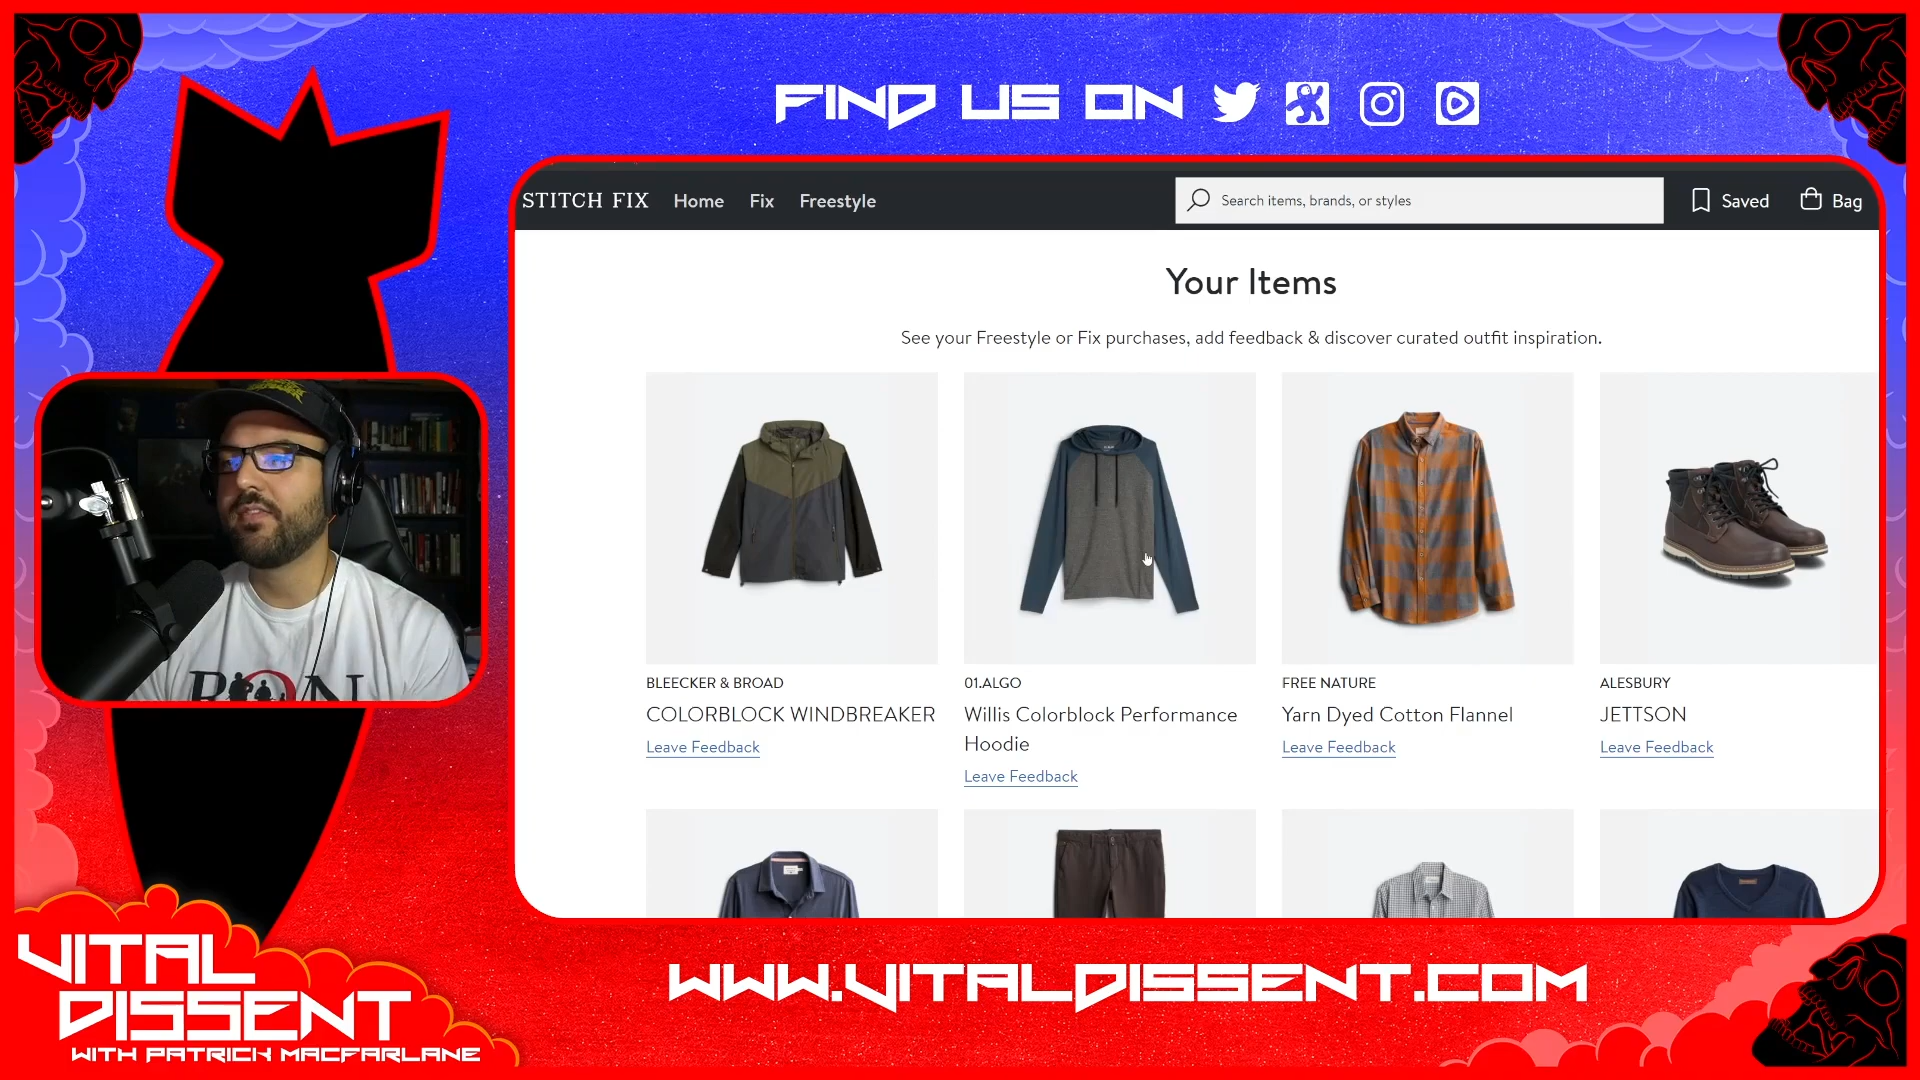 FIND US ON
STITCH FIX Home Fix Freestyle
Search items, brands, or styles
Saved Bag
Your Items
See your Freestyle or Fix purchases, add feedback & discover curated outfit inspiration.
BLEECKER & BROAD
COLORBLOCK WINDBREAKER
Leave Feedback
01.ALGO
Willis Colorblock Performance
Hoodie
Leave Feedback
FREE NATURE
Yarn Dyed Cotton Flannel
Leave Feedback
ALESBURY
JETTSON
Leave Feedback
RON
VITAL
DISSENT
WITH PATRICK MACFARLANE
WWW.VITALDISSENT.COM